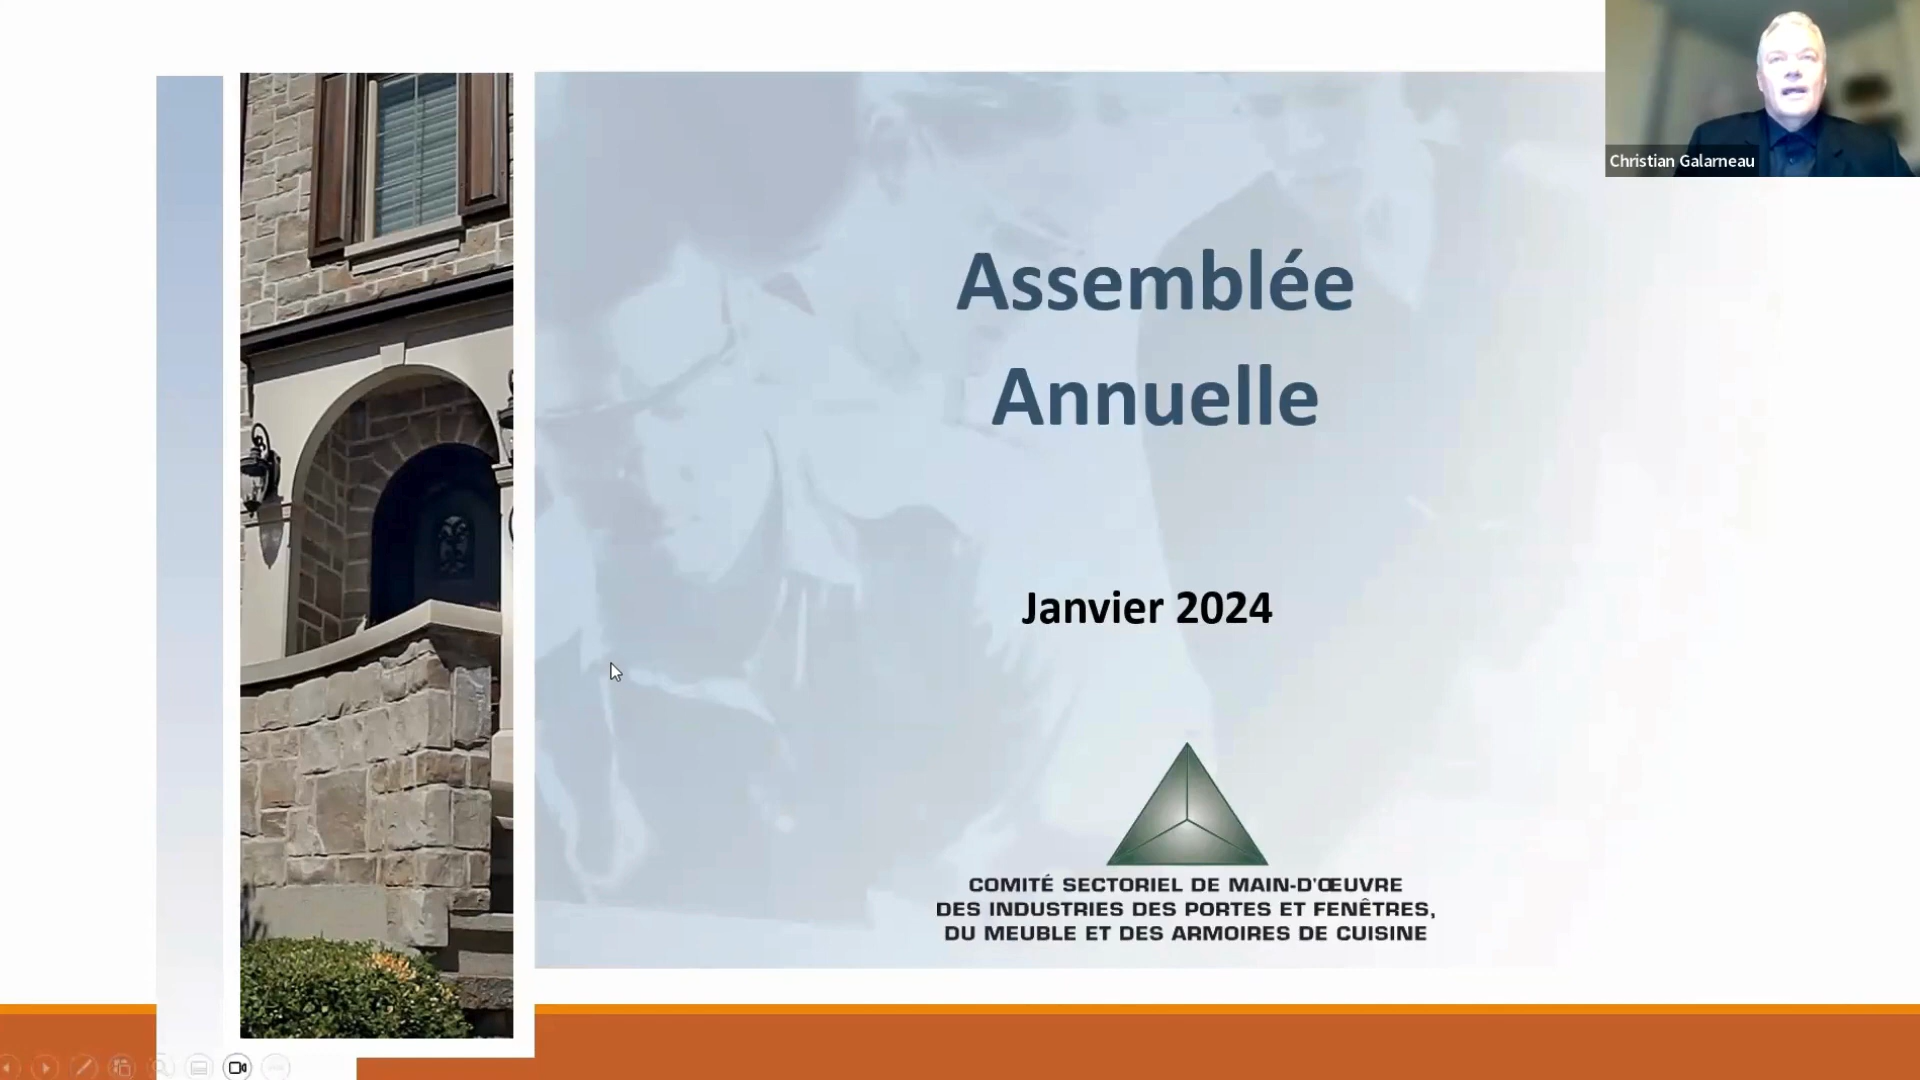 Christian Galarneau
Assemblée
Annuelle
Janvier 2024
COMITÉ SECTORIEL DE MAIN-D'ŒUVRE
DES INDUSTRIES DES PORTES ET FENÊTRES,
DU MEUBLE ET DES ARMOIRES DE CUISINE